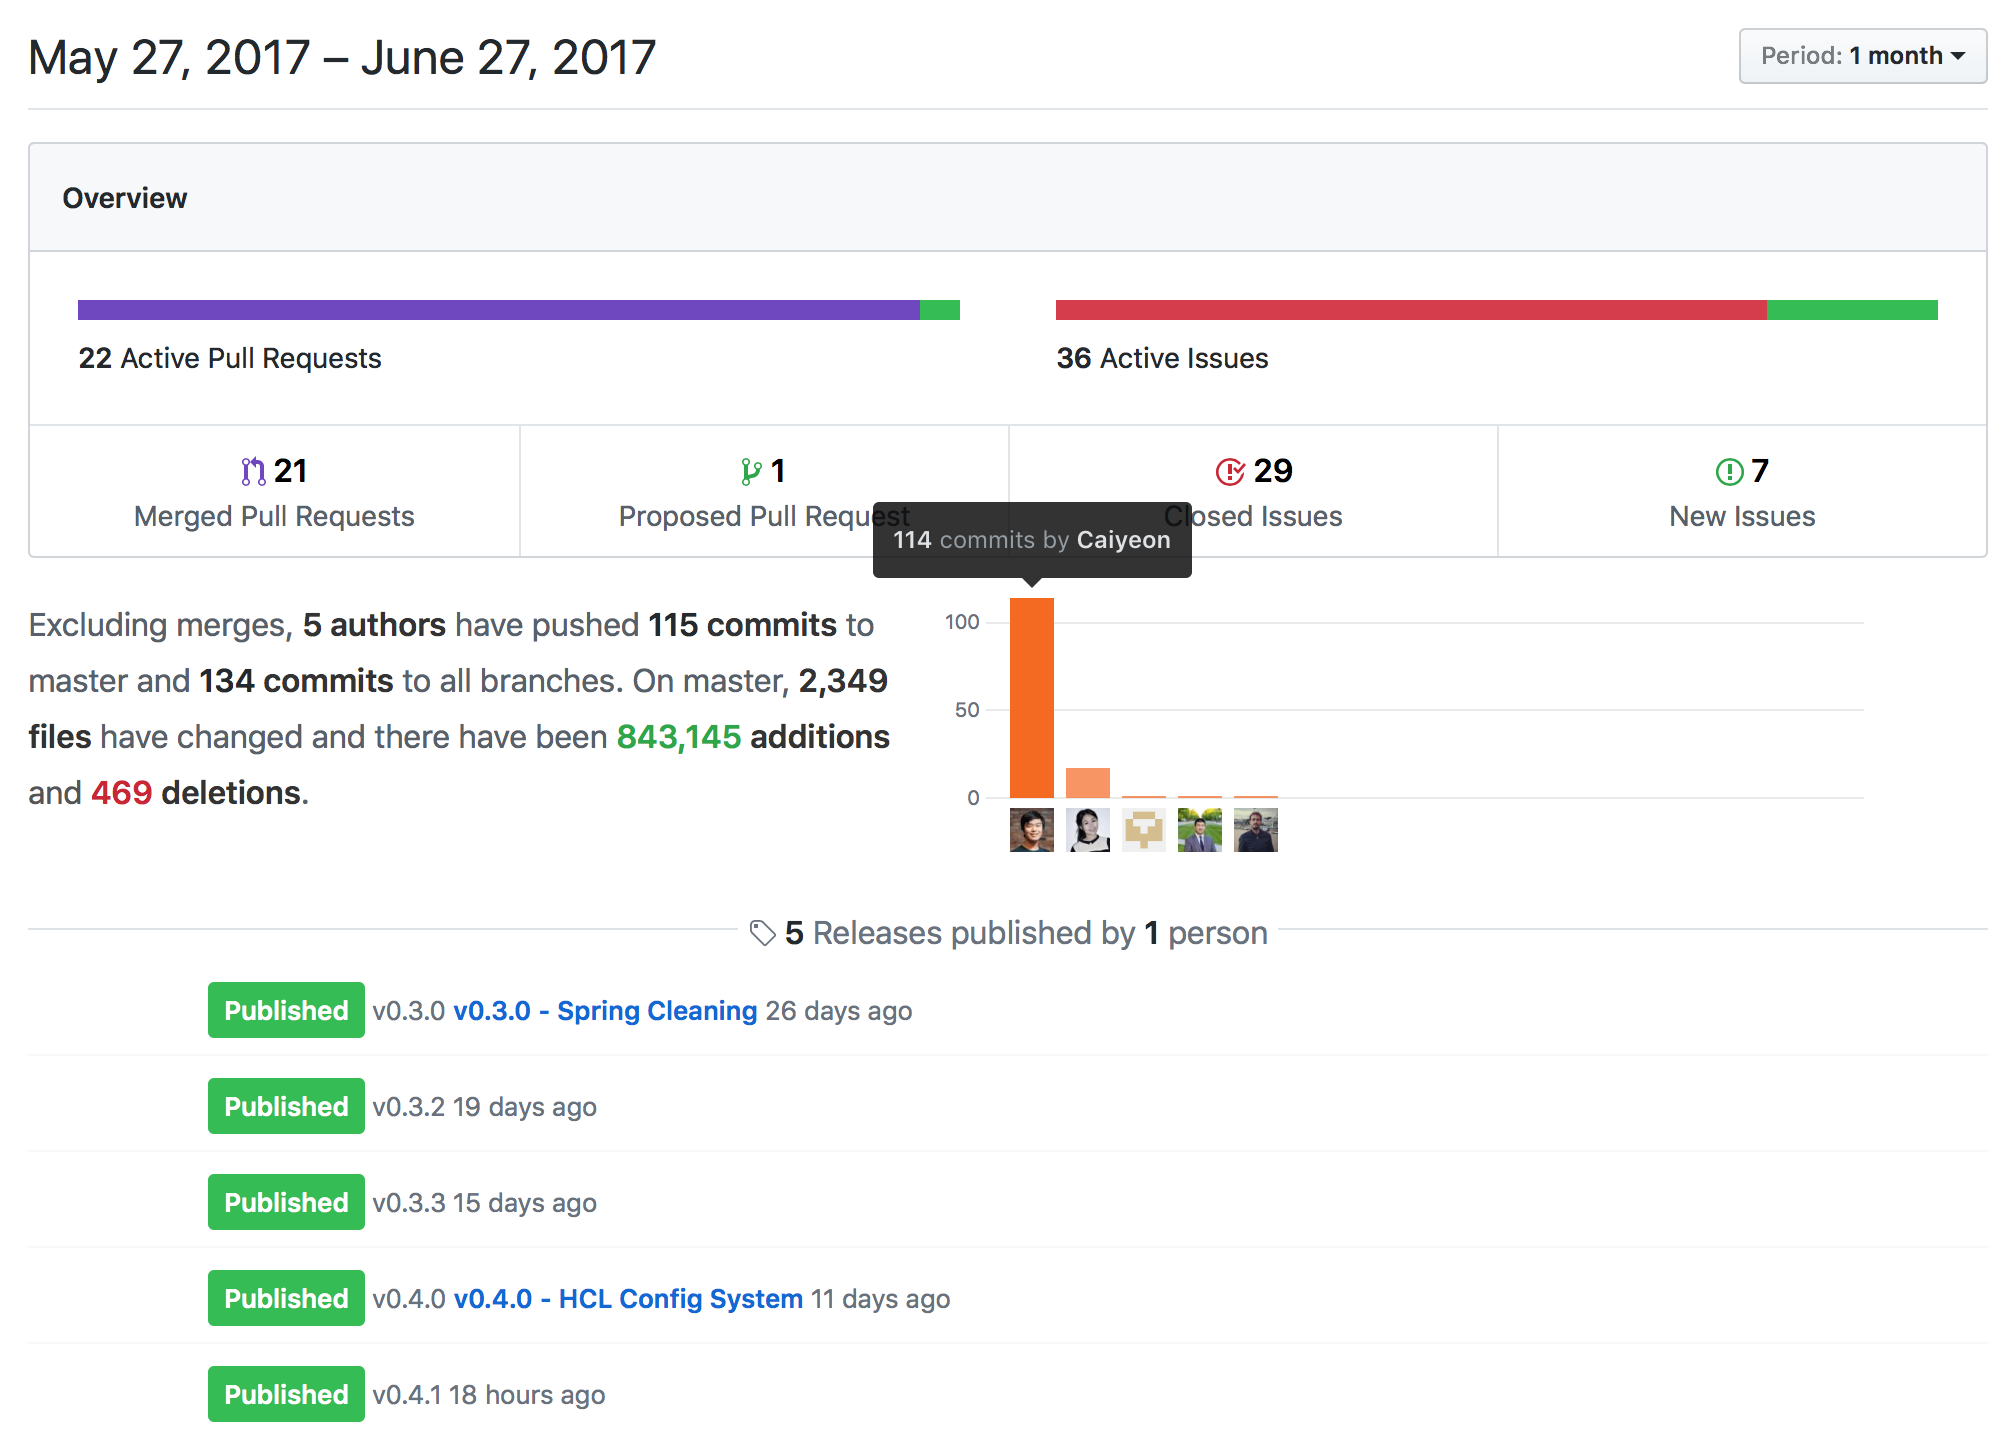 May 27, 2017 – June 27, 2017
Period: 1 month
Overview
22 Active Pull Requests
36 Active Issues
21
Merged Pull Requests
1
Proposed Pull Request
29
Closed Issues
7
New Issues
114 commits by Caiyeon
Excluding merges, 5 authors have pushed 115 commits to
master and 134 commits to all branches. On master, 2,349
files have changed and there have been 843,145 additions
and 469 deletions.
100
50
0
5 Releases published by 1 person
Published v0.3.0 v0.3.0 - Spring Cleaning 26 days ago
Published v0.3.2 19 days ago
Published v0.3.3 15 days ago
Published v0.4.0 v0.4.0 - HCL Config System 11 days ago
Published v0.4.1 18 hours ago